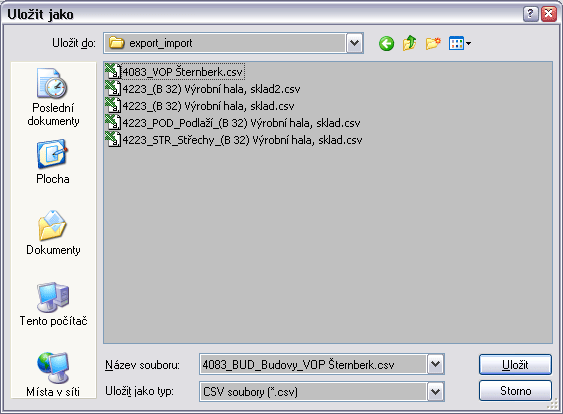 Uložit jako
Uložit do: export_import
4083_VOP Šternberk.csv
4223_(B 32) Výrobní hala, sklad2.csv
4223_(B 32) Výrobní hala, sklad.csv
4223_POD_Podlaží_(B 32) Výrobní hala, sklad.csv
4223_STR_Střechy_(B 32) Výrobní hala, sklad.csv
Poslední
dokumenty
Plocha
Dokumenty
Tento počítač
Místa v síti
Název souboru: 4083_BUD_Budovy_VOP Šternberk.csv Uložit
Uložit jako typ: CSV soubory (*.csv) Storno